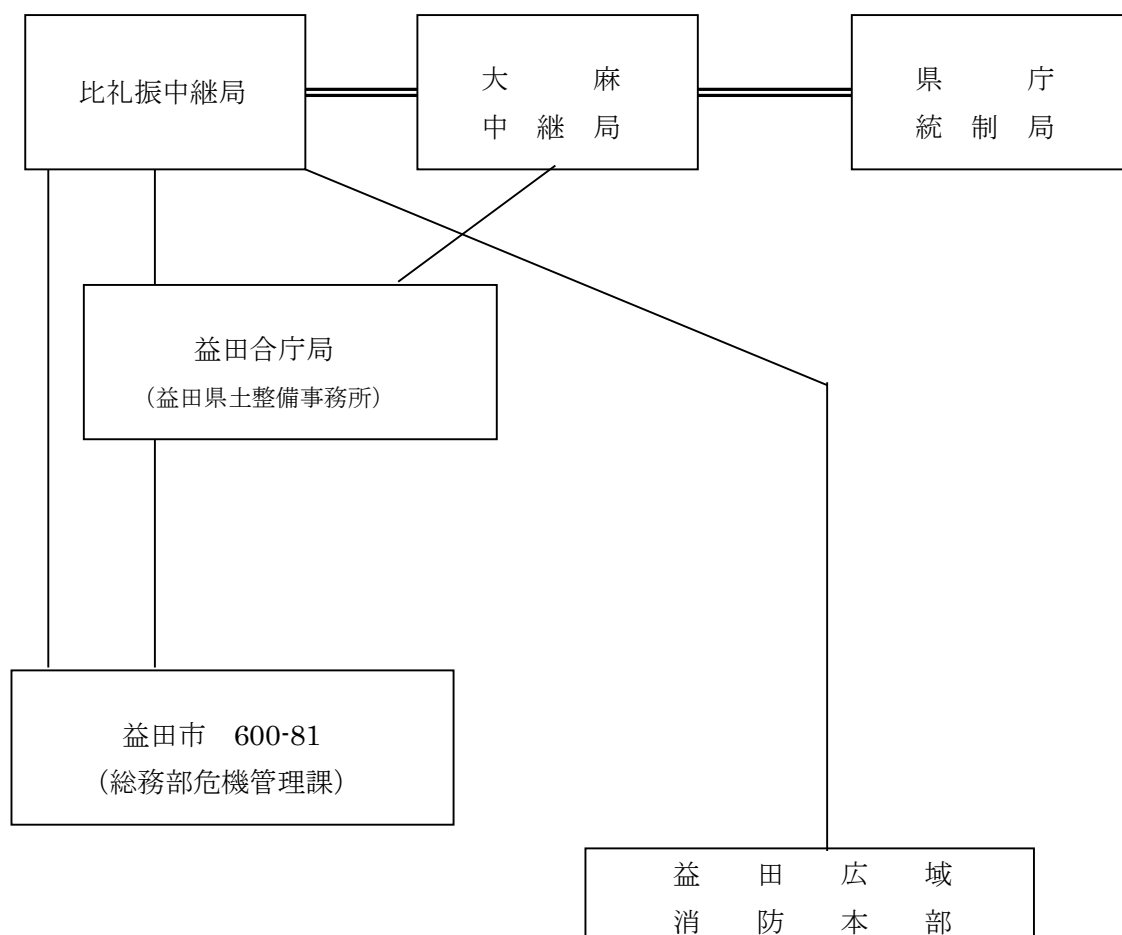 比礼振中継局
大麻
中継局
県庁
統制局
益田合庁局
（益田県土整備事務所）
益田市　600-81
（総務部危機管理課）
益田広域
消防本部